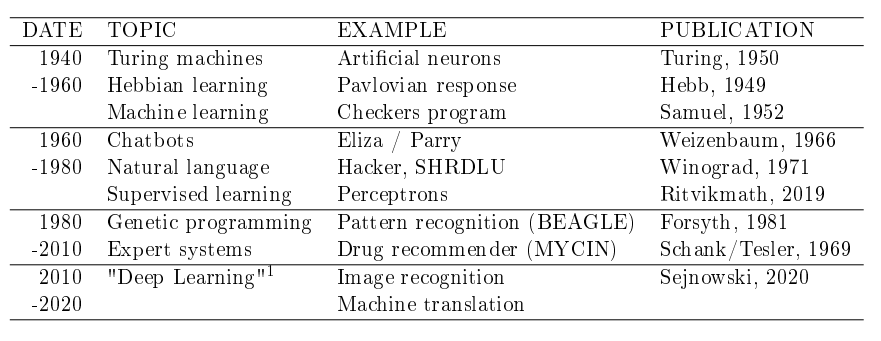 DATE TOPIC EXAMPLE PUBLICATION
1940 Turing machines Artificial neurons Turing, 1950
-1960 Hebbian learning Pavlovian response Hebb, 1949
Machine learning Checkers program Samuel, 1952
1960 Chatbots Eliza / Parry Weizenbaum, 1966
-1980 Natural language Hacker, SHRDLU Winograd, 1971
Supervised learning Perceptrons Ritvikmath, 2019
1980 Genetic programming Pattern recognition (BEAGLE) Forsyth, 1981
-2010 Expert systems Drug recommender (MYCIN) Schank/Tesler, 1969
2010 "Deep Learning"¹ Image recognition Sejnowski, 2020
-2020 Machine translation